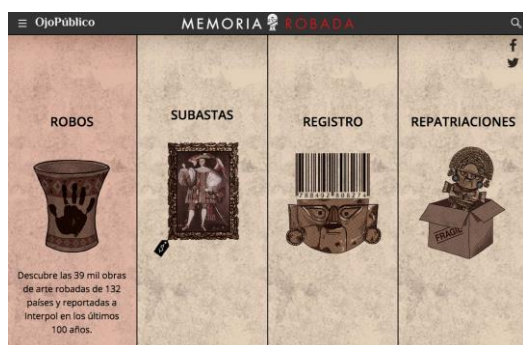 OjoPúblico
MEMORIA ROBADA
ROBOS
SUBASTAS
REGISTRO
REPATRIACIONES
FRÁGIL
Descubre las 39 mil obras
de arte robadas de 132
países y reportadas a
Interpol en los últimos
100 años.